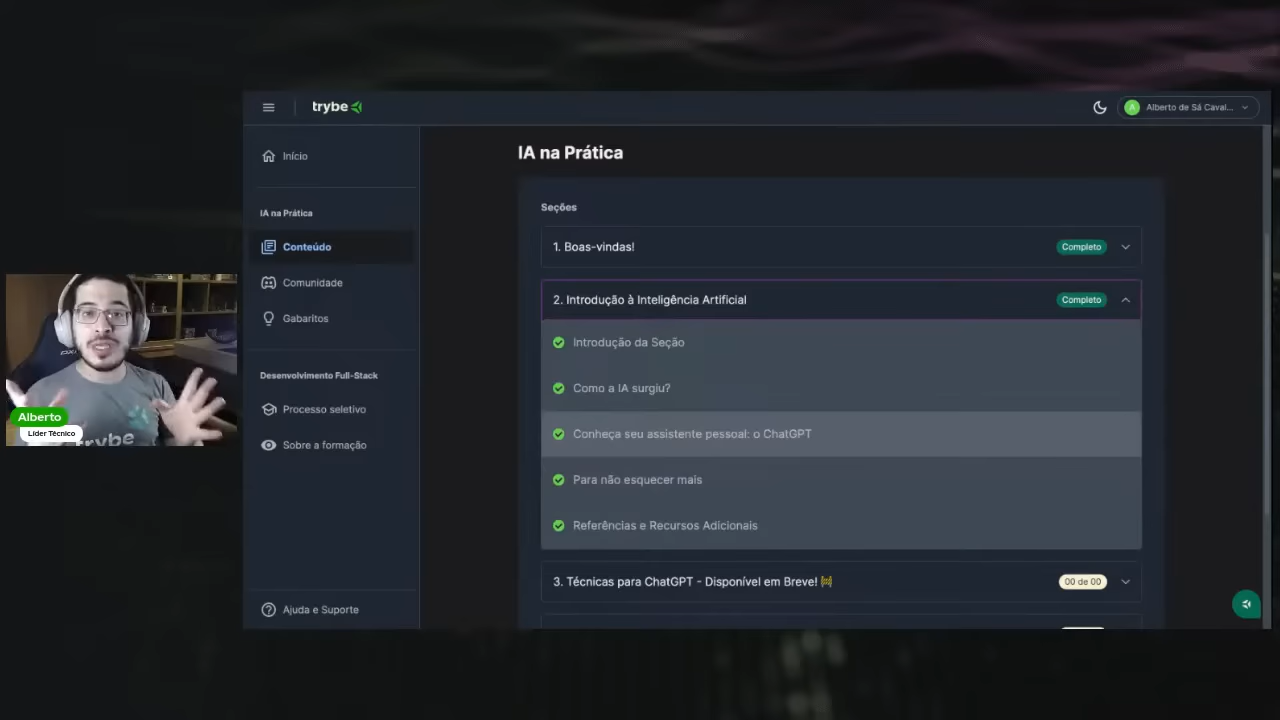 trybe
Alberto de Sá Caval...
Início
IA na Prática
Conteúdo
Comunidade
Gabaritos
Desenvolvimento Full-Stack
Processo seletivo
Sobre a formação
Ajuda e Suporte
IA na Prática
Seções
1. Boas-vindas!
Completo
2. Introdução à Inteligência Artificial
Completo
Introdução da Seção
Como a IA surgiu?
Conheça seu assistente pessoal: o ChatGPT
Para não esquecer mais
Referências e Recursos Adicionais
3. Técnicas para ChatGPT - Disponível em Breve! 🚧
00 de 00
Alberto
Líder Técnico
trybe